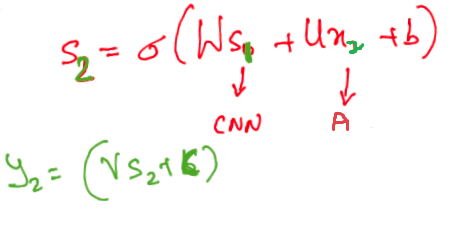 S₂ = σ(WS₁ + Ux₂ + b)
↓ ↓
CNN A
y₂ = (VS₂ + c)